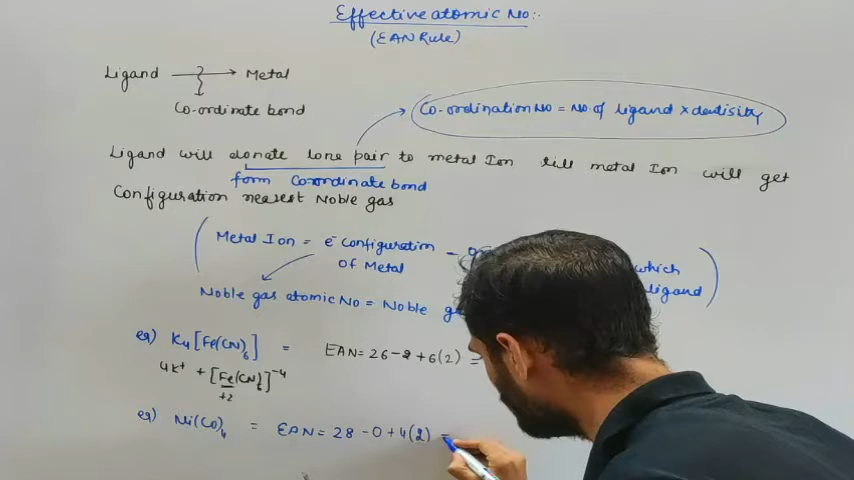 Effective atomic No:-
(EAN Rule)
Ligand → Metal
Co-ordinate bond
Co-ordination No = No of ligand × dentisity
Ligand will donate lone pair to metal Ion till metal Ion will get
form Co-ordinate bond
Configuration nearest Noble gas
Metal Ion = e⁻ configuration - which
of Metal ligand
Noble gas atomic No = Noble
eg) K₄[Fe(CN)₆] = EAN = 26-2+6(2) =
4K⁺ + [Fe(CN)₆]⁻⁴
+2
eg) Ni(CO)₄ = EAN = 28-0+4(2) =